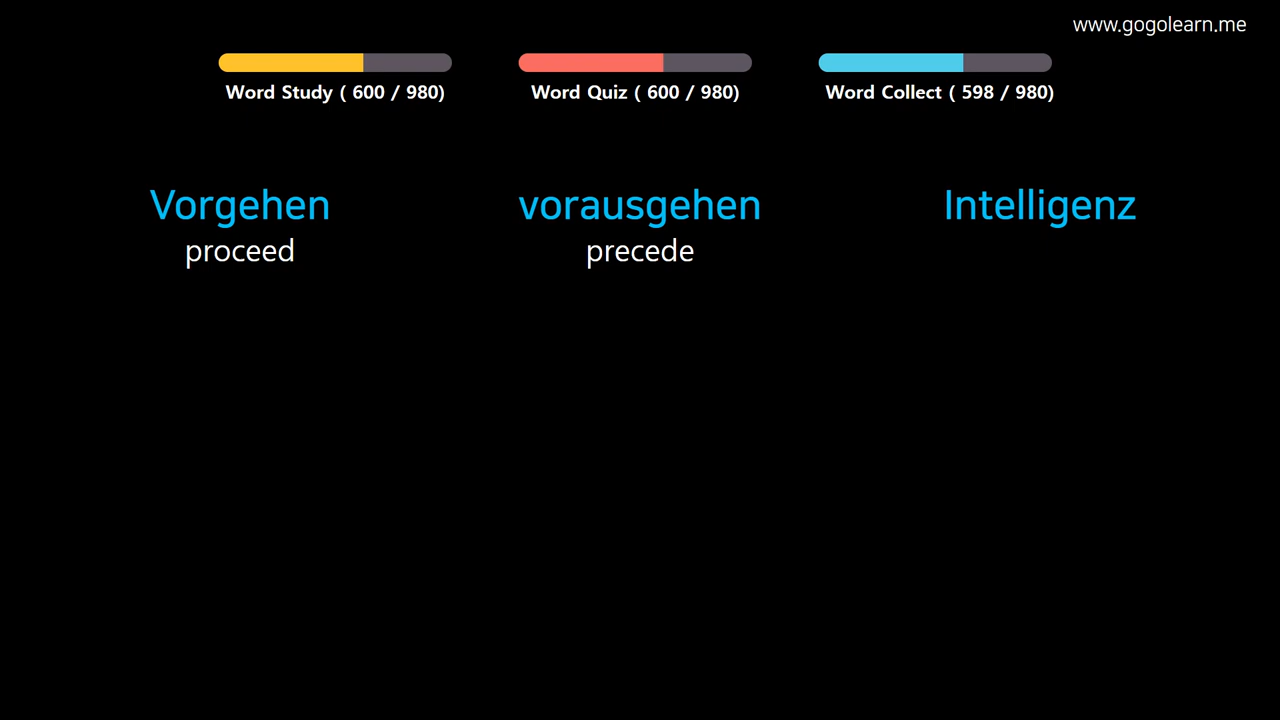 www.gogolearn.me
Word Study ( 600 / 980)
Word Quiz ( 600 / 980)
Word Collect ( 598 / 980)
Vorgehen
proceed
vorausgehen
precede
Intelligenz